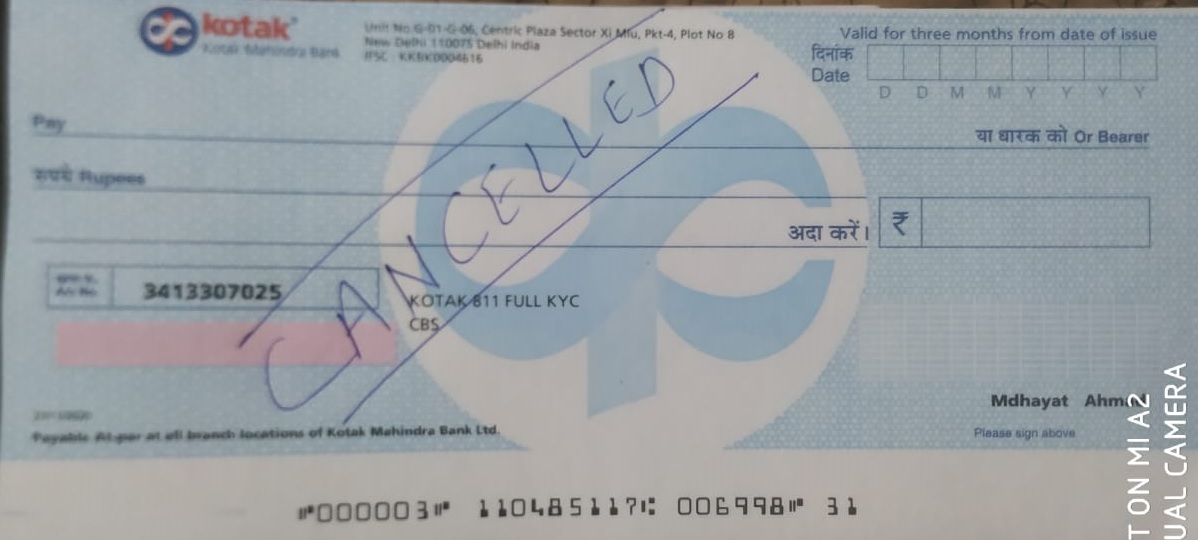 kotak
Kotak Mahindra Bank
Unit No G-01-G-06, Centric Plaza Sector Xi Mlu, Pkt-4, Plot No 8
New Delhi 110075 Delhi India
IFSC : KKBK0004616
Valid for three months from date of issue
दिनांक
Date
D D M M Y Y Y Y
CANCELLED
Pay
या धारक को Or Bearer
रुपये Rupees
अदा करें।
₹
A/c No.
3413307025
KOTAK 811 FULL KYC
CBS
Mdhayat Ahmad
Please sign above
Payable At-par at all branch locations of Kotak Mahindra Bank Ltd.
⑈000003⑈ 110485117⑆ 006998⑈ 31
T ON MI A2
UAL CAMERA